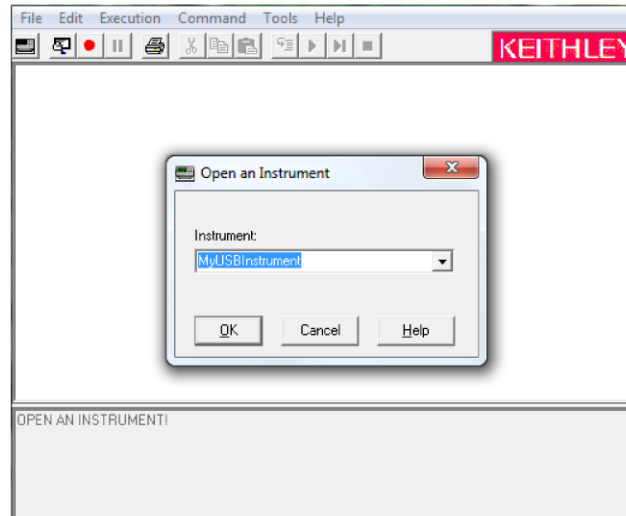 File Edit Execution Command Tools Help
KEITHLEY
Open an Instrument
Instrument:
MyUSBInstrument
OK Cancel Help
OPEN AN INSTRUMENT!